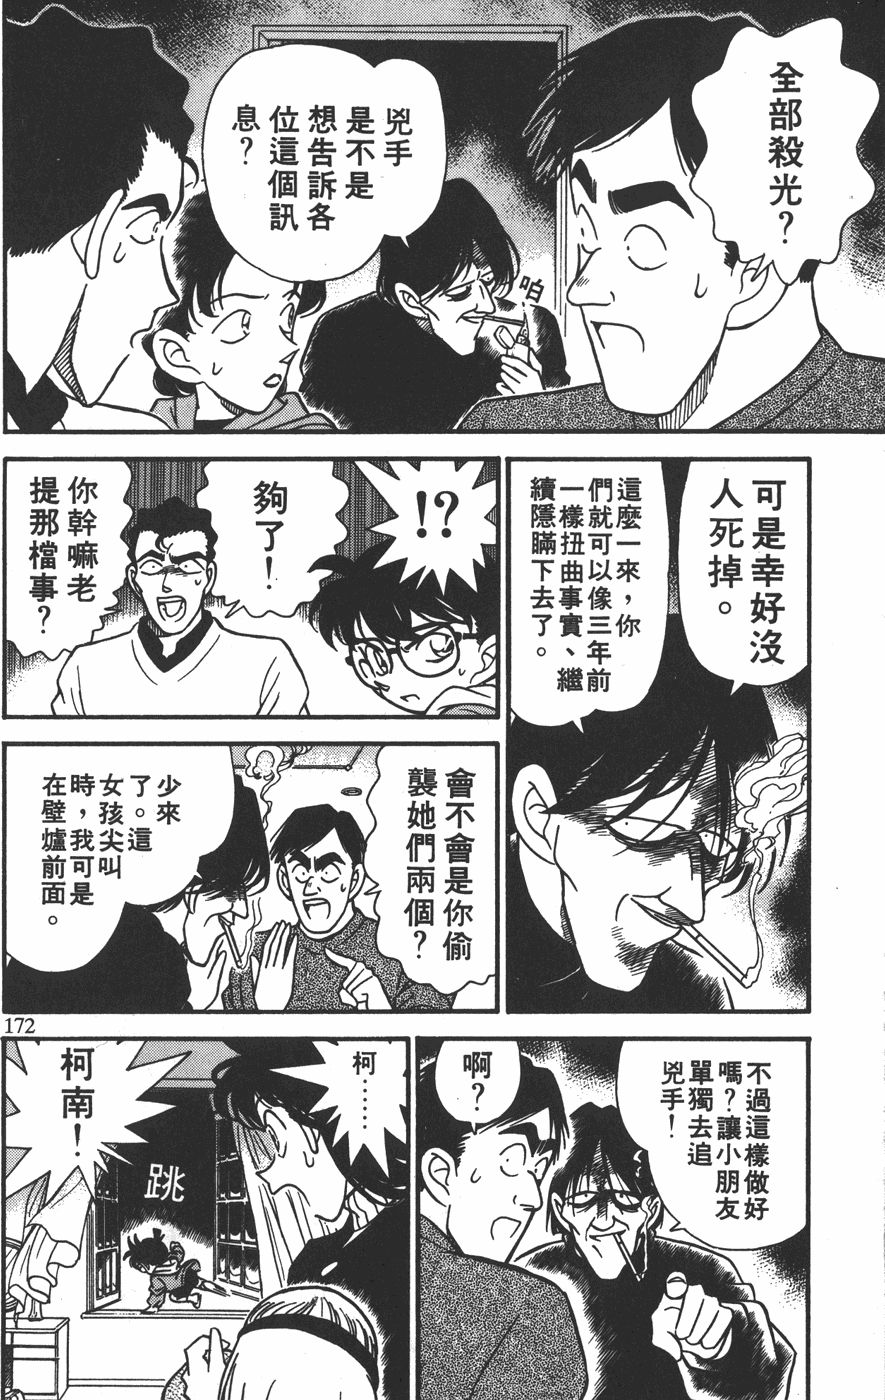 全部殺光？
兇手
是不是
想告訴各
位這個訊
息？
咱
可是幸好沒
人死掉。
這麼一來，你
們就可以像三年前
一樣扭曲事實、繼
續隱瞞下去了。
!?
夠了！
你幹嘛老
提那檔事？
會不會是你偷
襲她們兩個？
少來
了。這
女孩尖叫
時，我可是
在壁爐前面。
172
不過這樣做好
嗎？讓小朋友
單獨去追
兇手！
啊？
柯……
柯南！
跳